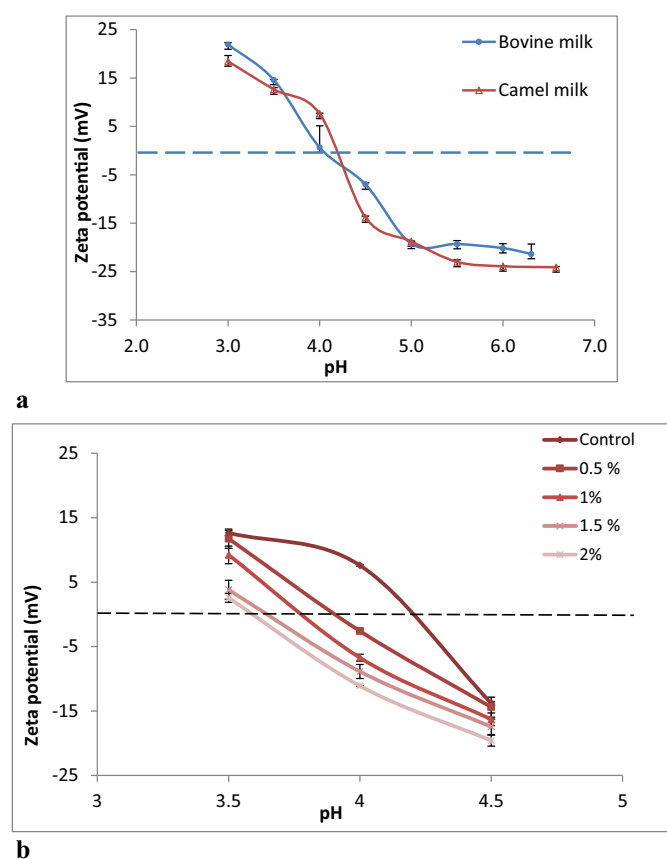 25
15
5
-5
-15
-25
-35
Zeta potential (mV)
Bovine milk
Camel milk
2.0 3.0 4.0 5.0 6.0 7.0
pH
a
25
15
5
-5
-15
-25
Zeta potential (mV)
Control
0.5 %
1%
1.5 %
2%
3 3.5 4 4.5 5
pH
b